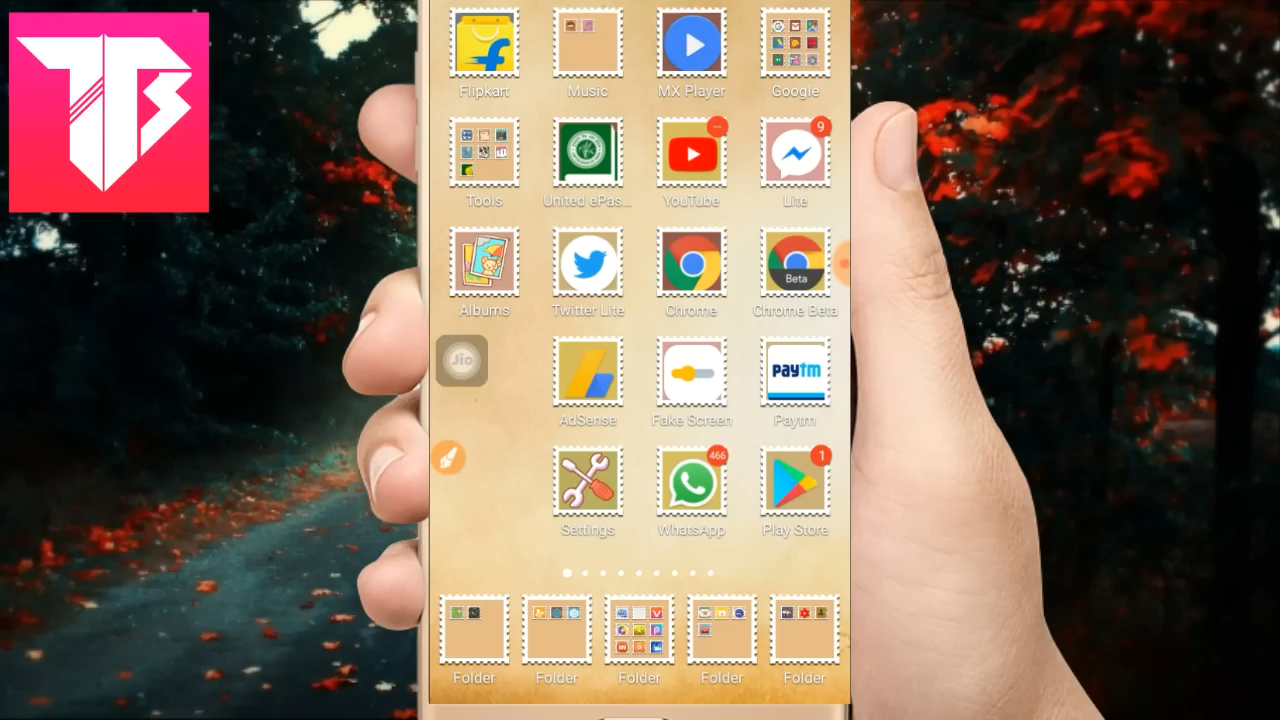 TB
Flipkart
Music
MX Player
Google
Tools
United ePas...
YouTube
9
Lite
Albums
Twitter Lite
Chrome
Beta
Chrome Beta
Jio
AdSense
Fake Screen
paytm
Paytm
Settings
466
WhatsApp
1
Play Store
Folder
Folder
Folder
Folder
Folder